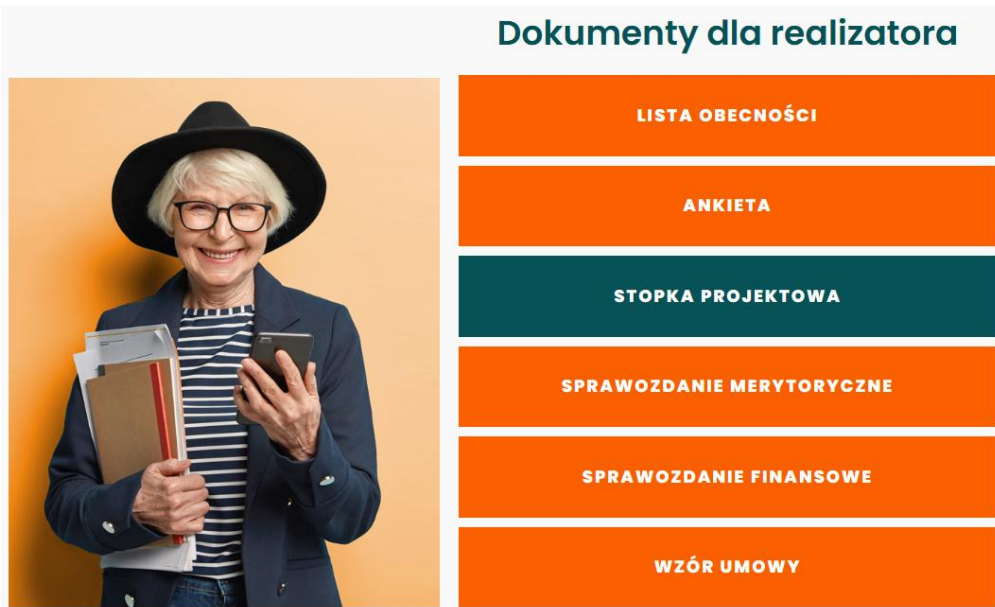 Dokumenty dla realizatora
LISTA OBECNOŚCI
ANKIETA
STOPKA PROJEKTOWA
SPRAWOZDANIE MERYTORYCZNE
SPRAWOZDANIE FINANSOWE
WZÓR UMOWY